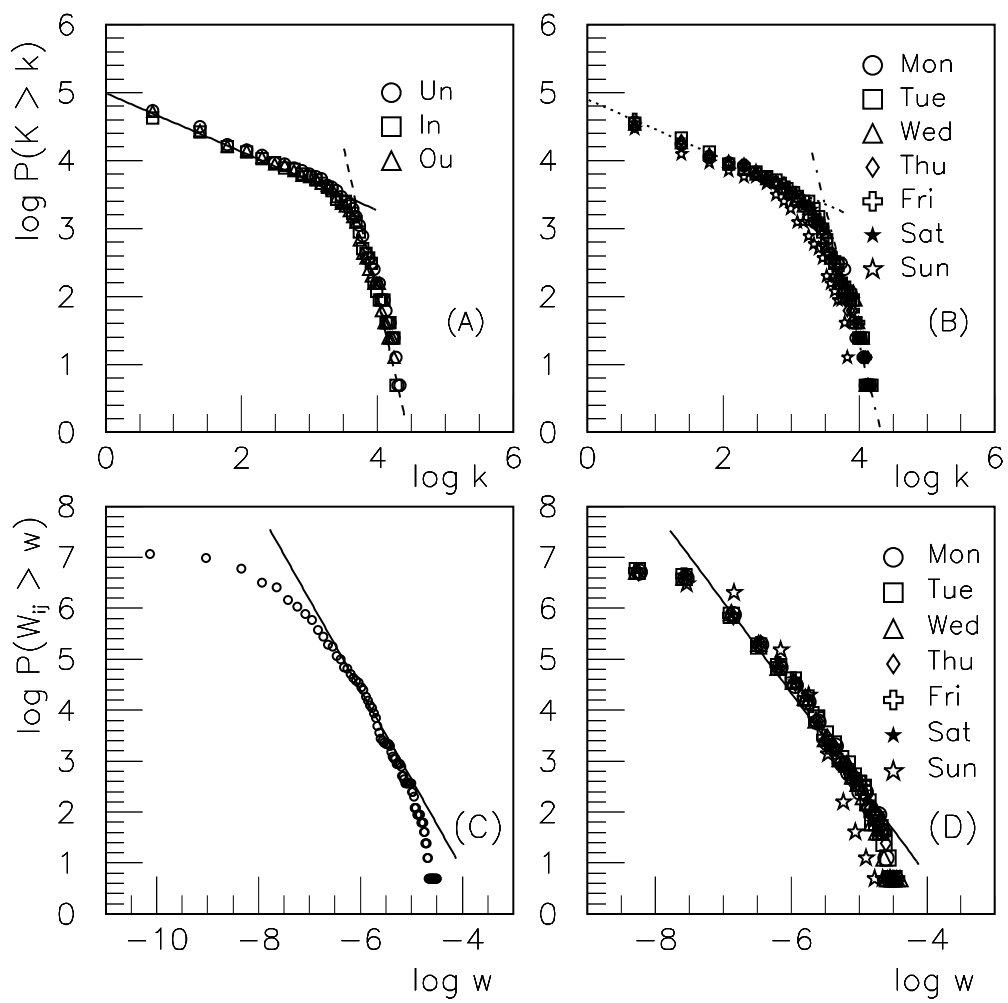 6
5
4
3
2
1
0
log P(K > k)
Un
In
Ou
(A)
0 2 4 6
log k
6
5
4
3
2
1
0
Mon
Tue
Wed
Thu
Fri
Sat
Sun
(B)
0 2 4 6
log k
8
7
6
5
4
3
2
1
0
log P(W_ij > w)
(C)
−10 −8 −6 −4
log w
8
7
6
5
4
3
2
1
0
Mon
Tue
Wed
Thu
Fri
Sat
Sun
(D)
−8 −6 −4
log w